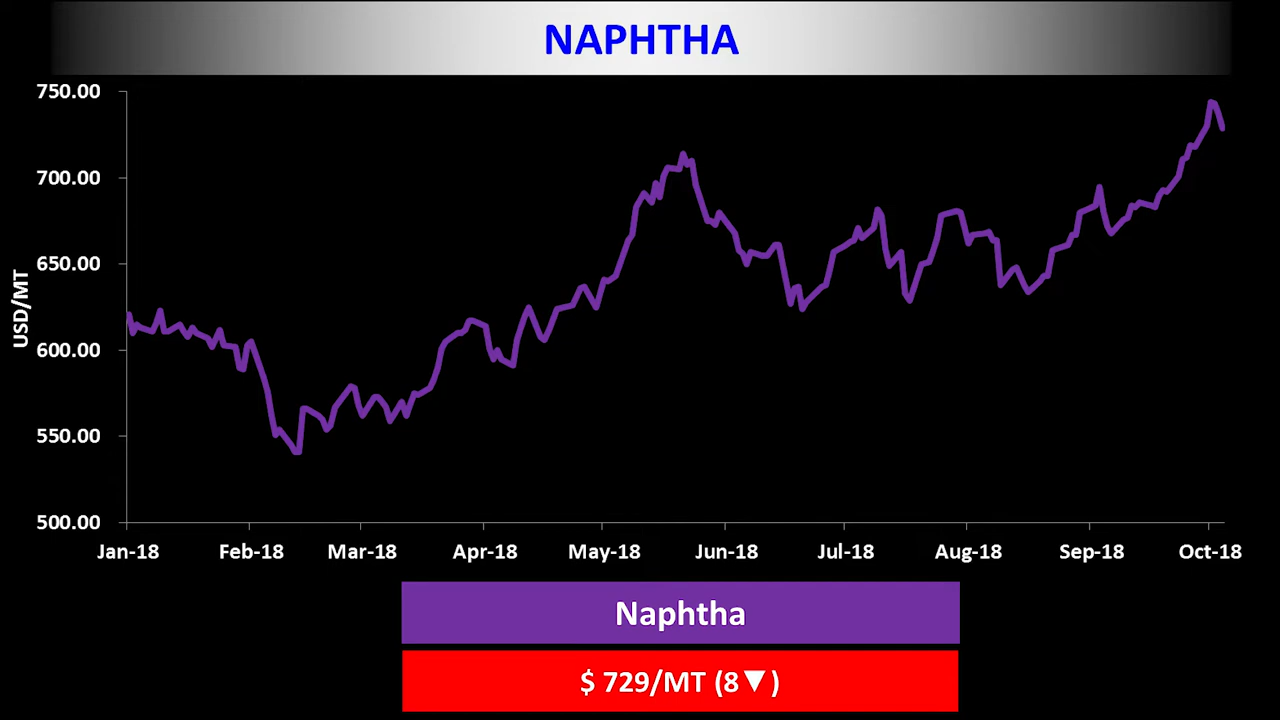 NAPHTHA
750.00
700.00
650.00
600.00
550.00
500.00
USD/MT
Jan-18 Feb-18 Mar-18 Apr-18 May-18 Jun-18 Jul-18 Aug-18 Sep-18 Oct-18
Naphtha
$ 729/MT (8▼)